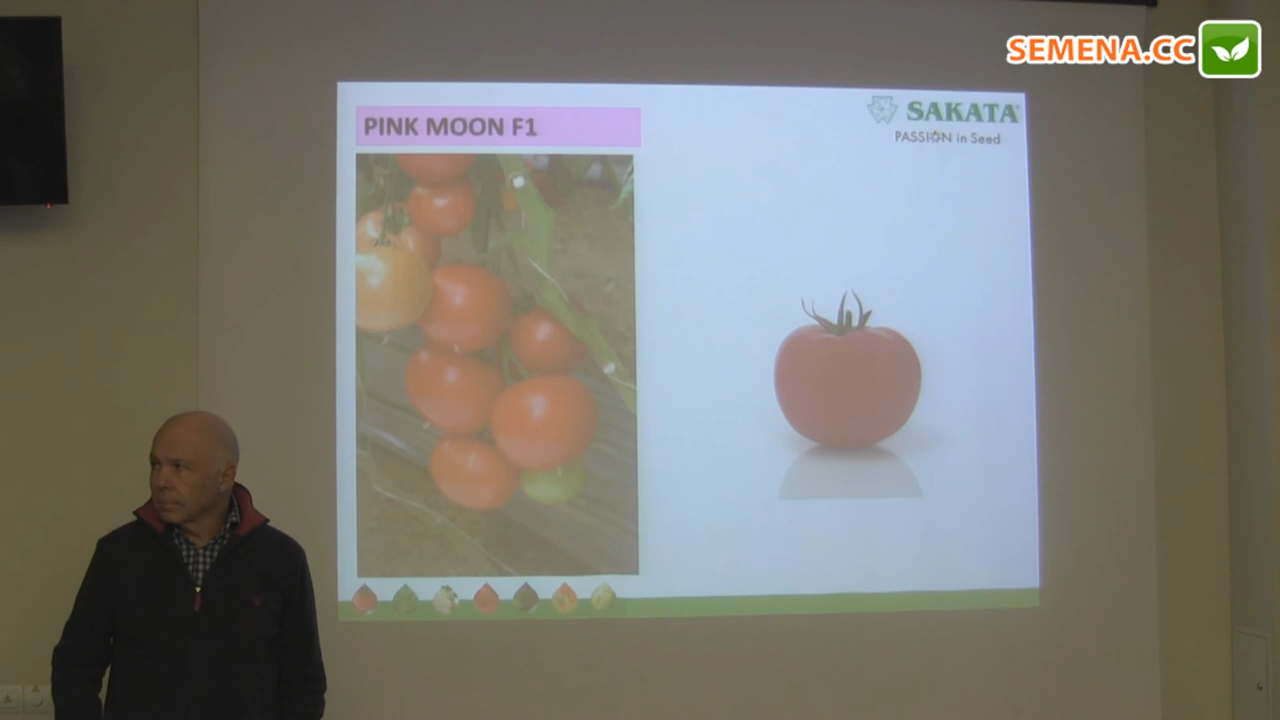 SEMENA.CC
PINK MOON F1
SAKATA
PASSION in Seed